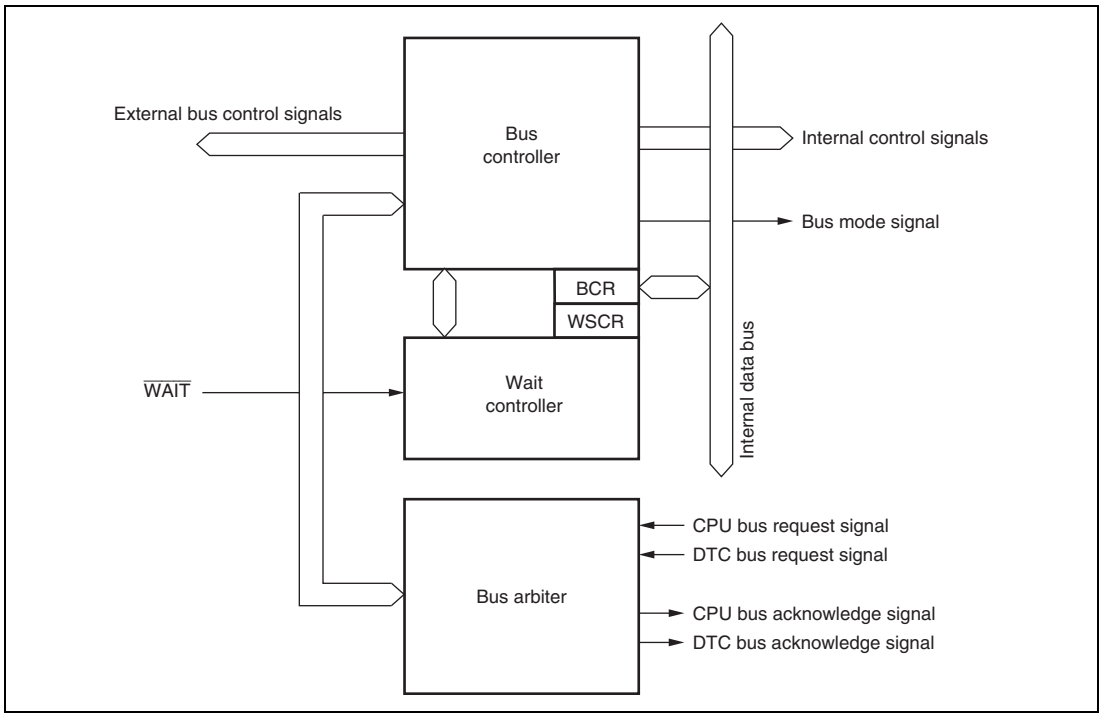 External bus control signals
Bus
controller
Internal control signals
Bus mode signal
BCR
WSCR
Internal data bus
WAIT
Wait
controller
CPU bus request signal
DTC bus request signal
Bus arbiter
CPU bus acknowledge signal
DTC bus acknowledge signal